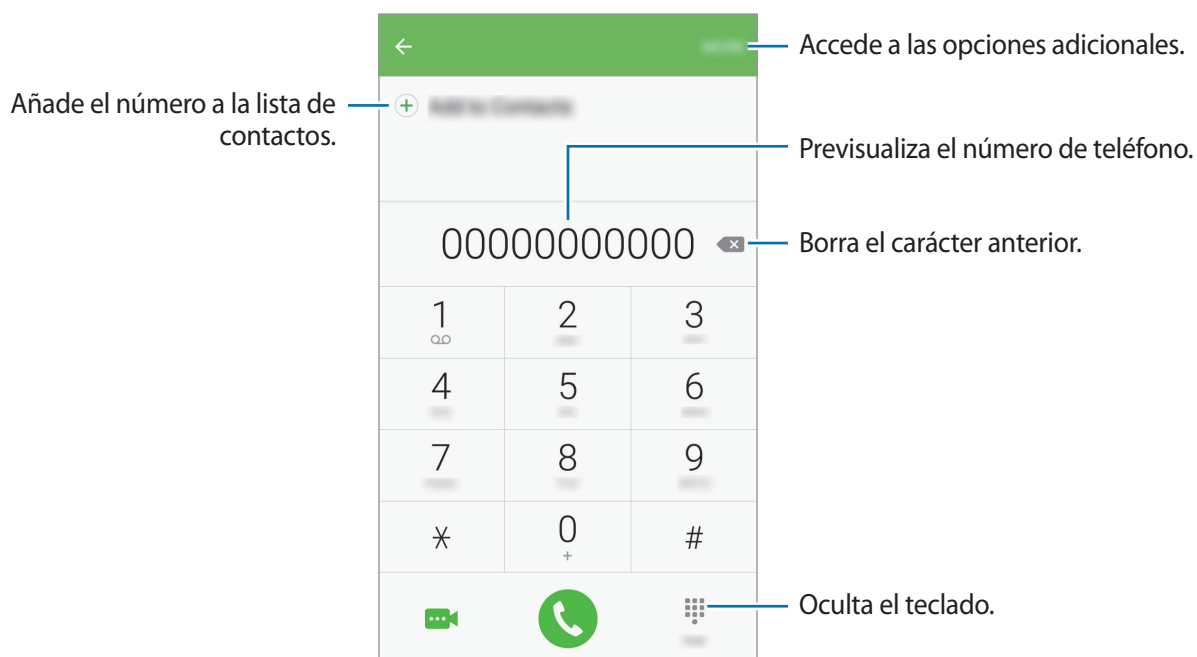 Accede a las opciones adicionales.
Añade el número a la lista de
contactos.
Previsualiza el número de teléfono.
00000000000
Borra el carácter anterior.
1 2 3
4 5 6
7 8 9
* 0 #
+
Oculta el teclado.